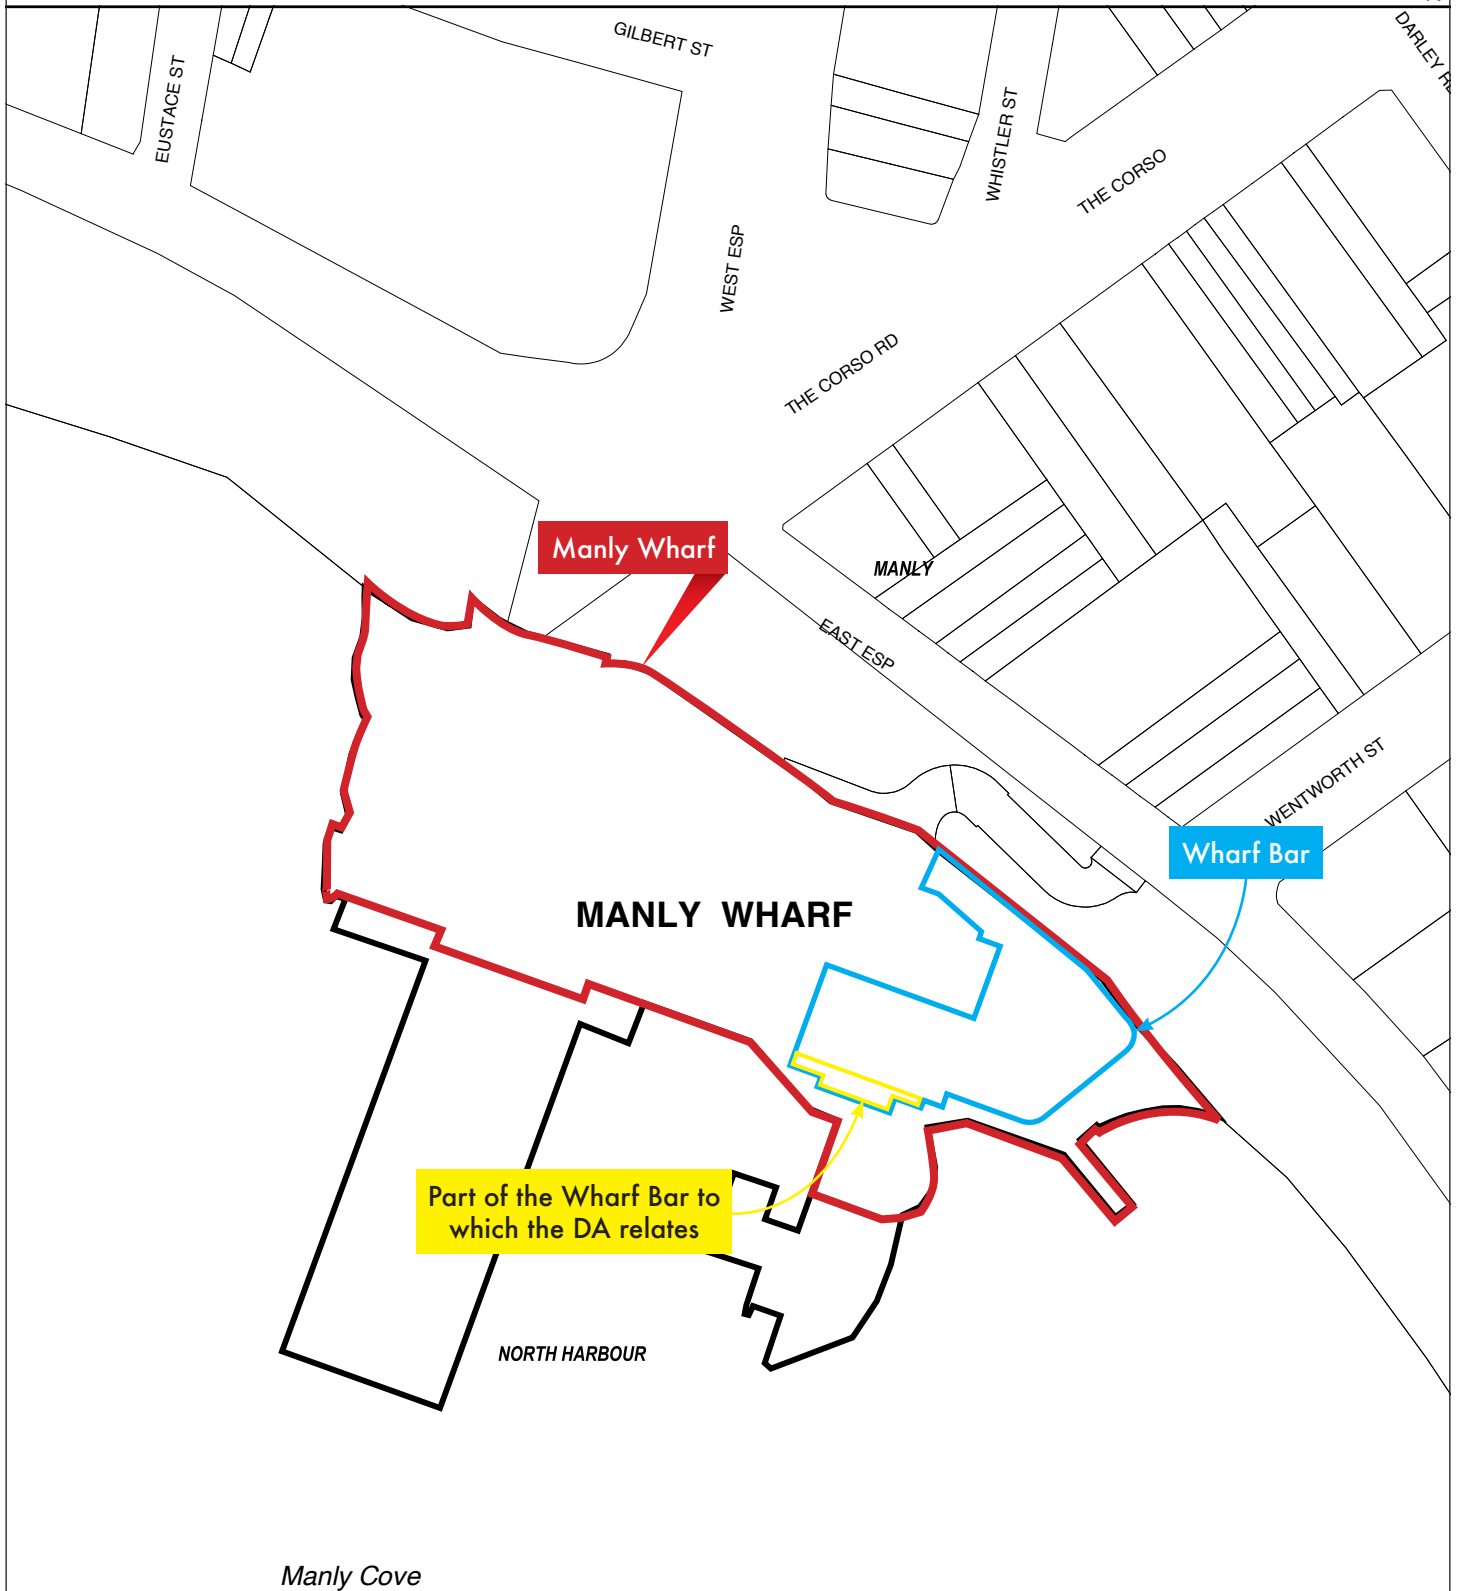 GILBERT ST
DARLEY
EUSTACE ST
WHISTLER ST
THE CORSO
WEST ESP
THE CORSO RD
Manly Wharf
MANLY
EAST ESP
WENTWORTH ST
Wharf Bar
MANLY WHARF
Part of the Wharf Bar to
which the DA relates
NORTH HARBOUR
Manly Cove